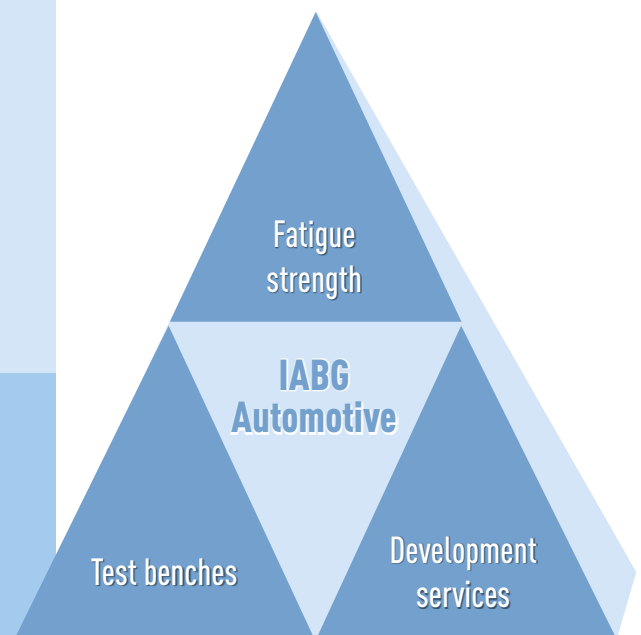 Fatigue
strength
IABG
Automotive
Test benches
Development
services